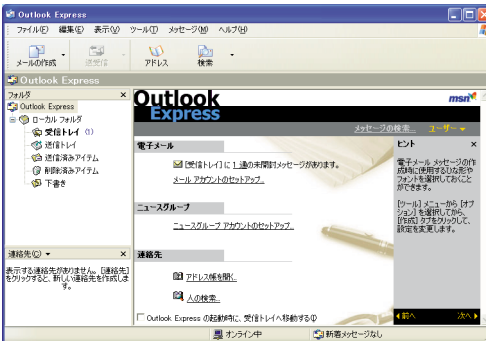 Outlook Express
ファイル(F) 編集(E) 表示(V) ツール(T) メッセージ(M) ヘルプ(H)
メールの作成 送受信 アドレス 検索
Outlook Express
フォルダ ×
Outlook Express
ローカル フォルダ
受信トレイ (1)
送信トレイ
送信済みアイテム
削除済みアイテム
下書き
連絡先(C) ×
表示する連絡先がありません。[連絡先]
をクリックすると、新しい連絡先を作成しま
す。
Outlook
Express
msn
メッセージの検索... ユーザー
電子メール
[受信トレイ] に 1 通の未開封メッセージがあります。
メール アカウントのセットアップ...
ニュースグループ
ニュースグループ アカウントのセットアップ...
連絡先
アドレス帳を開く...
人の検索...
Outlook Express の起動時に、受信トレイへ移動する(I)
ヒント ×
電子メール メッセージの作
成時に使用するひな形や
フォントを選択しておくこと
ができます。
[ツール] メニューから [オプ
ション] を選択してから、
[作成] タブをクリックして、
設定を変更します。
前へ 次へ
オンライン中 新着メッセージなし